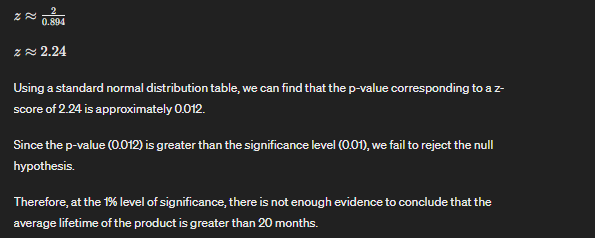 z ≈ 2/0.894
z ≈ 2.24
Using a standard normal distribution table, we can find that the p-value corresponding to a z-
score of 2.24 is approximately 0.012.
Since the p-value (0.012) is greater than the significance level (0.01), we fail to reject the null
hypothesis.
Therefore, at the 1% level of significance, there is not enough evidence to conclude that the
average lifetime of the product is greater than 20 months.